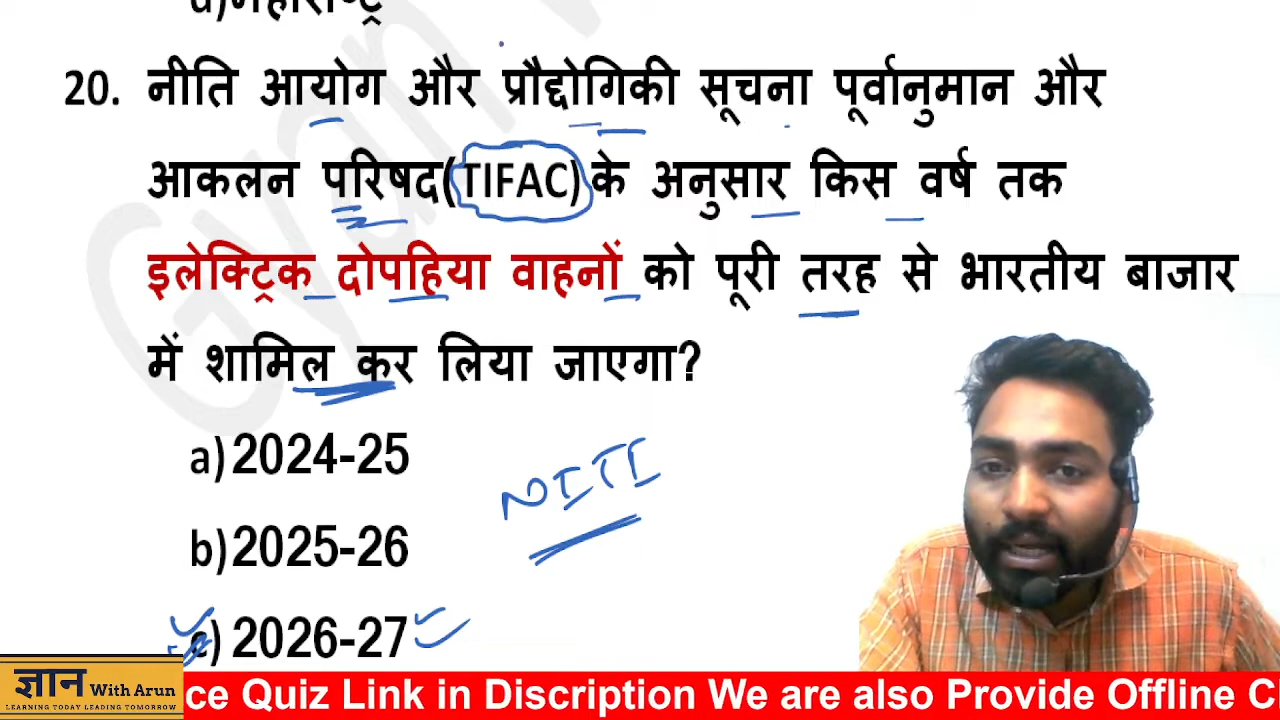 d)महाराष्ट्र
20. नीति आयोग और प्रौद्दोगिकी सूचना पूर्वानुमान और
आकलन परिषद(TIFAC) के अनुसार किस वर्ष तक
इलेक्ट्रिक दोपहिया वाहनों को पूरी तरह से भारतीय बाजार
में शामिल कर लिया जाएगा?
a)2024-25
NITI
b)2025-26
c) 2026-27
ज्ञान With Arun
LEARNING TODAY LEADING TOMORROW
ce Quiz Link in Discription We are also Provide Offline Cl